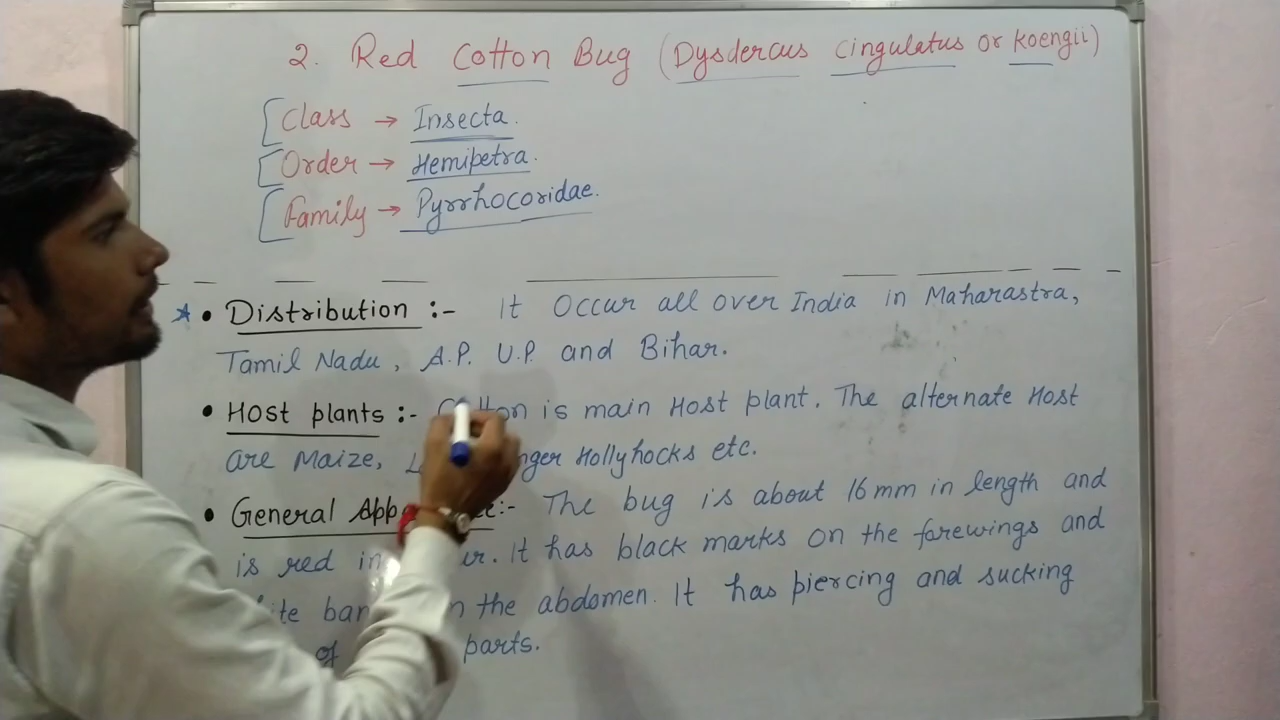 2. Red Cotton Bug (Dysdercus cingulatus or koengii)
Class → Insecta.
Order → Hemipetra.
Family → Pyrrhocoridae.
• Distribution :- It Occur all over India in Maharastra,
Tamil Nadu, A.P. U.P. and Bihar.
• Host plants :- Cotton is main Host plant. The alternate Host
are Maize, Hollyhocks etc.
• General :- The bug is about 16 mm in length and
is red in It has black marks on the farewings and
the abdomen. It has piercing and sucking
of parts.